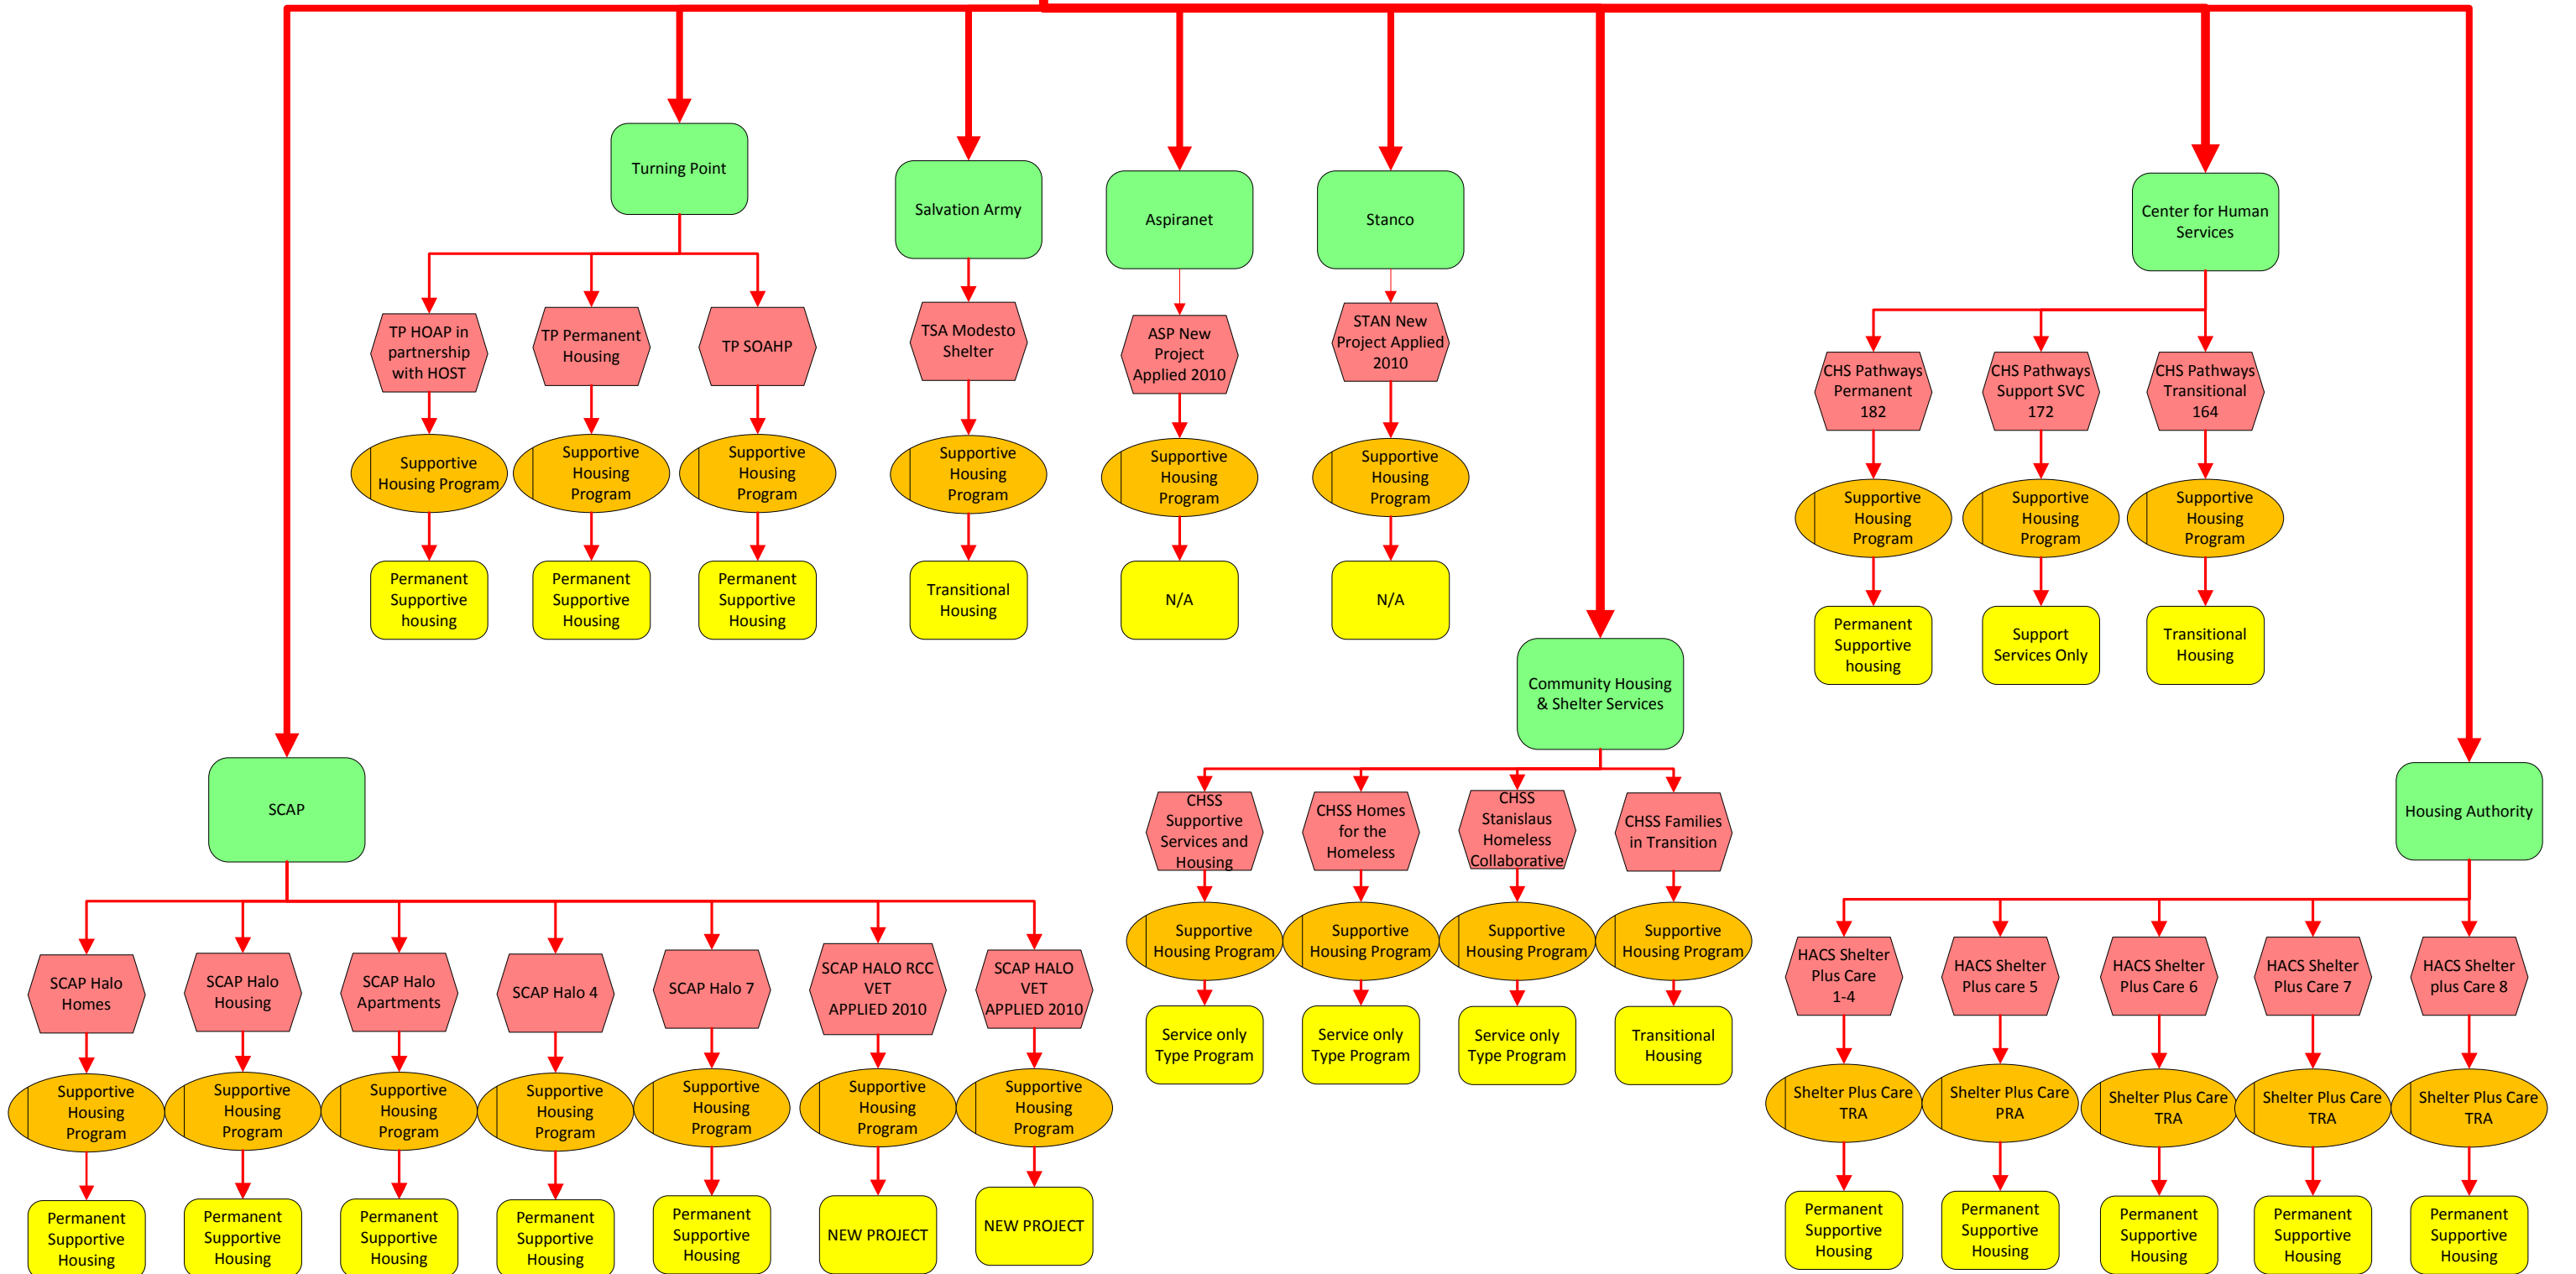 Turning Point
Salvation Army
Aspiranet
Stanco
Center for Human
Services
TP HOAP in
partnership
with HOST
TP Permanent
Housing
TP SOAHP
TSA Modesto
Shelter
ASP New
Project
Applied 2010
STAN New
Project Applied
2010
CHS Pathways
Permanent
182
CHS Pathways
Support SVC
172
CHS Pathways
Transitional
164
Supportive
Housing Program
Supportive
Housing
Program
Supportive
Housing
Program
Supportive
Housing
Program
Supportive
Housing
Program
Supportive
Housing
Program
Supportive
Housing
Program
Supportive
Housing
Program
Supportive
Housing
Program
Permanent
Supportive
housing
Permanent
Supportive
Housing
Permanent
Supportive
Housing
Transitional
Housing
N/A
N/A
Permanent
Supportive
housing
Support
Services Only
Transitional
Housing
Community Housing
& Shelter Services
SCAP
Housing Authority
CHSS
Supportive
Services and
Housing
CHSS Homes
for the
Homeless
CHSS
Stanislaus
Homeless
Collaborative
CHSS Families
in Transition
Supportive
Housing Program
Supportive
Housing Program
Supportive
Housing Program
Supportive
Housing Program
Service only
Type Program
Service only
Type Program
Service only
Type Program
Transitional
Housing
SCAP Halo
Homes
SCAP Halo
Housing
SCAP Halo
Apartments
SCAP Halo 4
SCAP Halo 7
SCAP HALO RCC
VET
APPLIED 2010
SCAP HALO
VET
APPLIED 2010
HACS Shelter
Plus Care
1-4
HACS Shelter
Plus care 5
HACS Shelter
Plus Care 6
HACS Shelter
Plus Care 7
HACS Shelter
plus Care 8
Supportive
Housing
Program
Supportive
Housing
Program
Supportive
Housing
Program
Supportive
Housing
Program
Supportive
Housing
Program
Supportive
Housing
Program
Supportive
Housing
Program
Shelter Plus Care
TRA
Shelter Plus Care
PRA
Shelter Plus Care
TRA
Shelter Plus Care
TRA
Shelter Plus Care
TRA
Permanent
Supportive
Housing
Permanent
Supportive
Housing
Permanent
Supportive
Housing
Permanent
Supportive
Housing
Permanent
Supportive
Housing
NEW PROJECT
NEW PROJECT
Permanent
Supportive
Housing
Permanent
Supportive
Housing
Permanent
Supportive
Housing
Permanent
Supportive
Housing
Permanent
Supportive
Housing